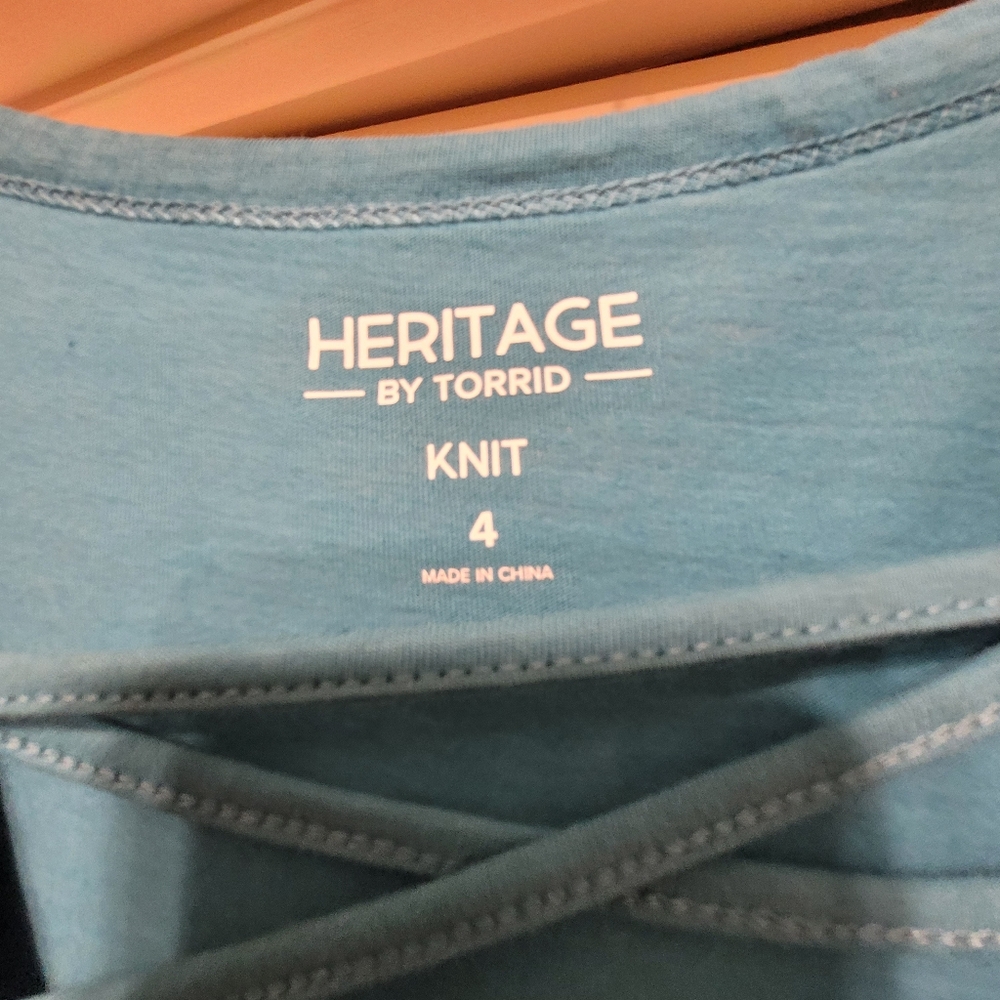 HERITAGE
BY TORRID
KNIT
4
MADE IN CHINA